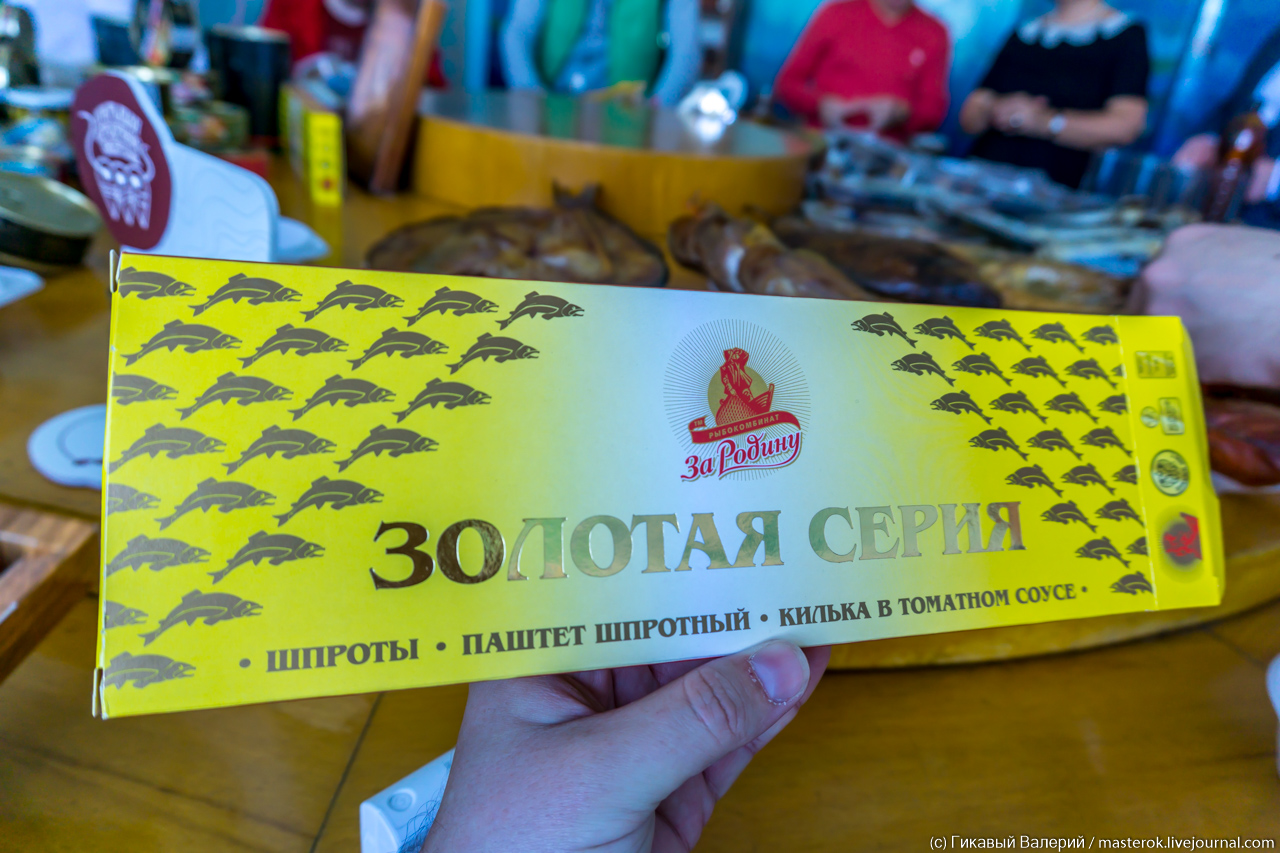 РЫБОКОМБИНАТ
За Родину
ЗОЛОТАЯ СЕРИЯ
• ШПРОТЫ • ПАШТЕТ ШПРОТНЫЙ • КИЛЬКА В ТОМАТНОМ СОУСЕ •
(c) Гикавый Валерий / masterok.livejournal.com